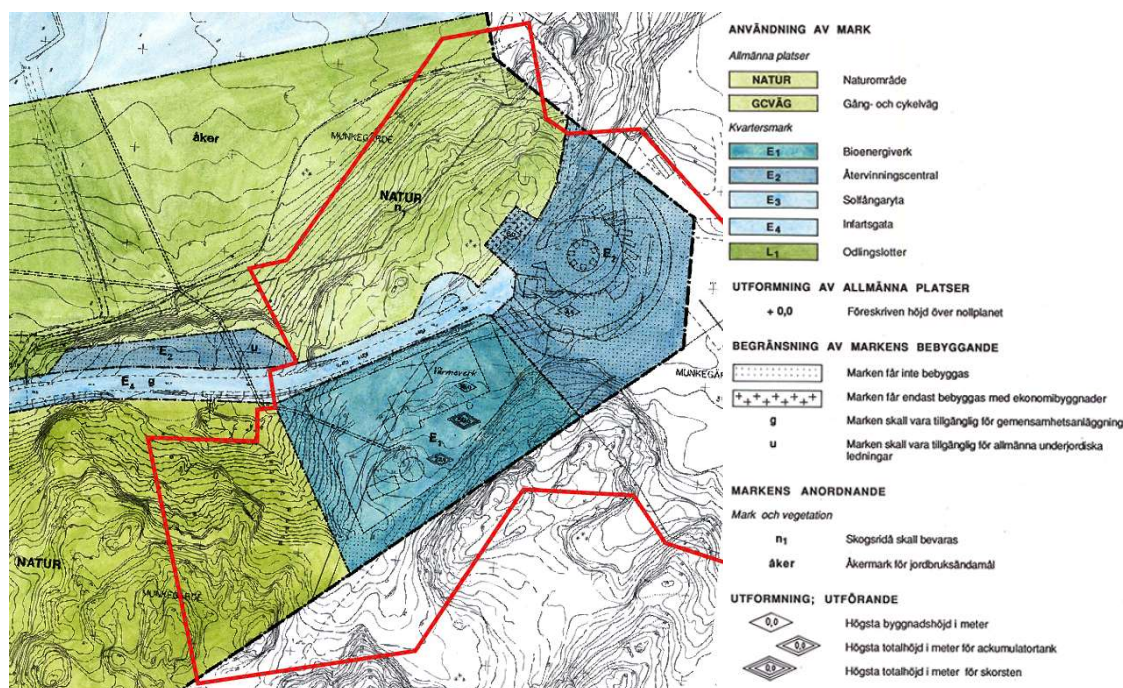 åker
MUNKEGÄRDE
NATUR
n₁
E₂
E₂
u
E₄ g
Värmeverk
E₁
MUNKEGÄR
NATUR
MUNKEGÄRDE
ANVÄNDNING AV MARK
Allmänna platser
NATUR Naturområde
GCVÄG Gång- och cykelväg
Kvartersmark
E₁ Bioenergiverk
E₂ Återvinningscentral
E₃ Solfångaryta
E₄ Infartsgata
L₁ Odlingslotter
UTFORMNING AV ALLMÄNNA PLATSER
+ 0,0 Föreskriven höjd över nollplanet
BEGRÄNSNING AV MARKENS BEBYGGANDE
Marken får inte bebyggas
Marken får endast bebyggas med ekonomibyggnader
g Marken skall vara tillgänglig för gemensamhetsanläggning
u Marken skall vara tillgänglig för allmänna underjordiska
ledningar
MARKENS ANORDNANDE
Mark och vegetation
n₁ Skogsridå skall bevaras
åker Åkermark för jordbruksändamål
UTFORMNING; UTFÖRANDE
0,0 Högsta byggnadshöjd i meter
0,0 Högsta totalhöjd i meter för ackumulatortank
0,0 Högsta totalhöjd i meter för skorsten